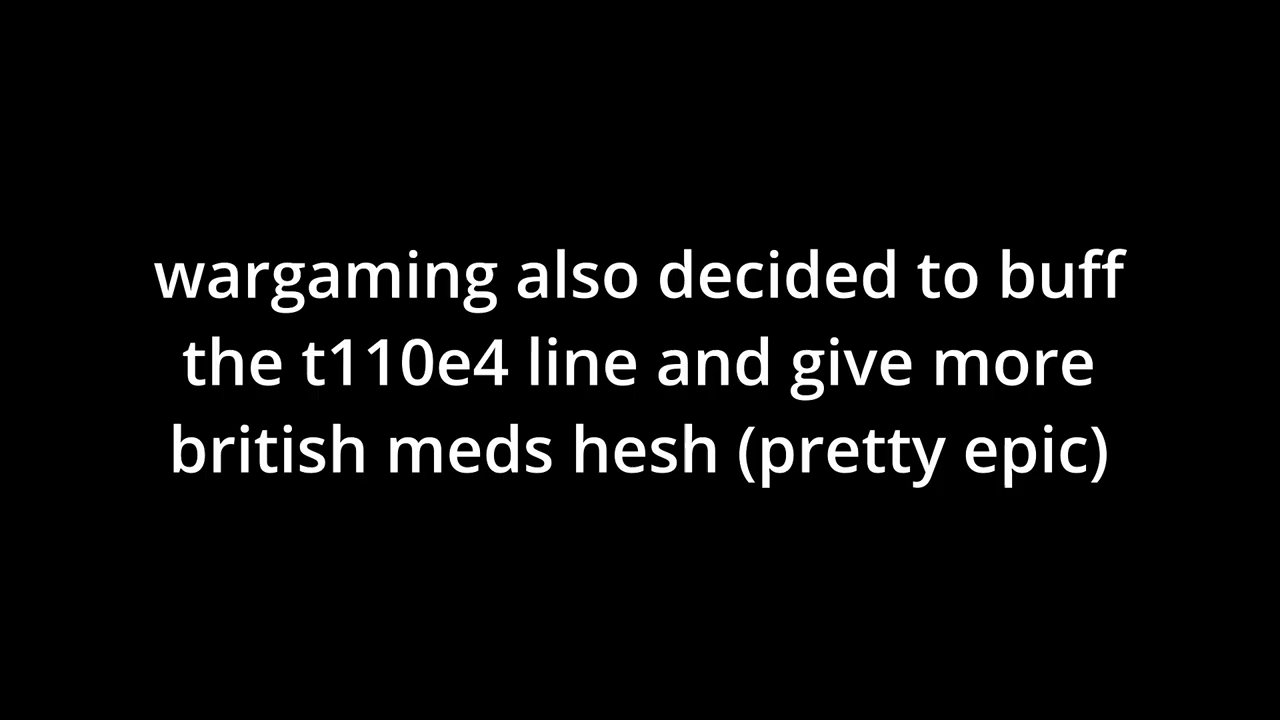 wargaming also decided to buff
the t110e4 line and give more
british meds hesh (pretty epic)